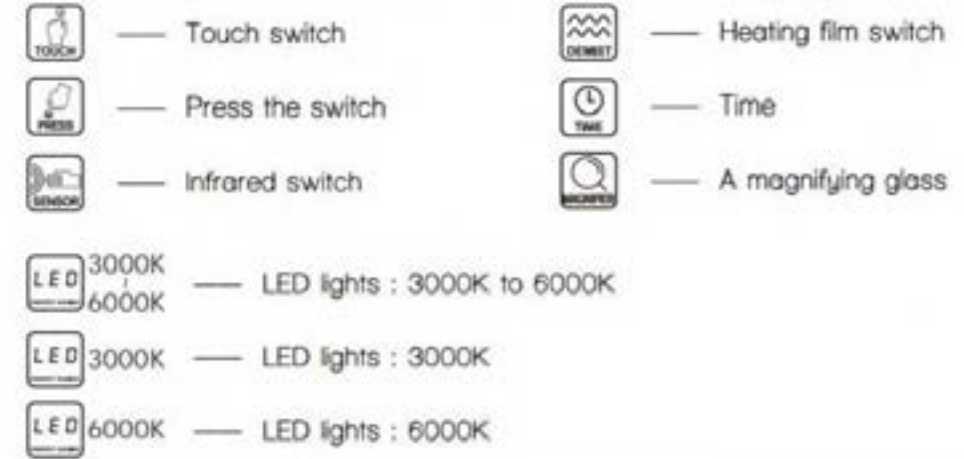 TOUCH — Touch switch
DEMIST — Heating film switch
PRESS — Press the switch
TIME — Time
SENSOR — Infrared switch
MAGNIFIER — A magnifying glass
LED 3000K - 6000K — LED lights : 3000K to 6000K
LED 3000K — LED lights : 3000K
LED 6000K — LED lights : 6000K